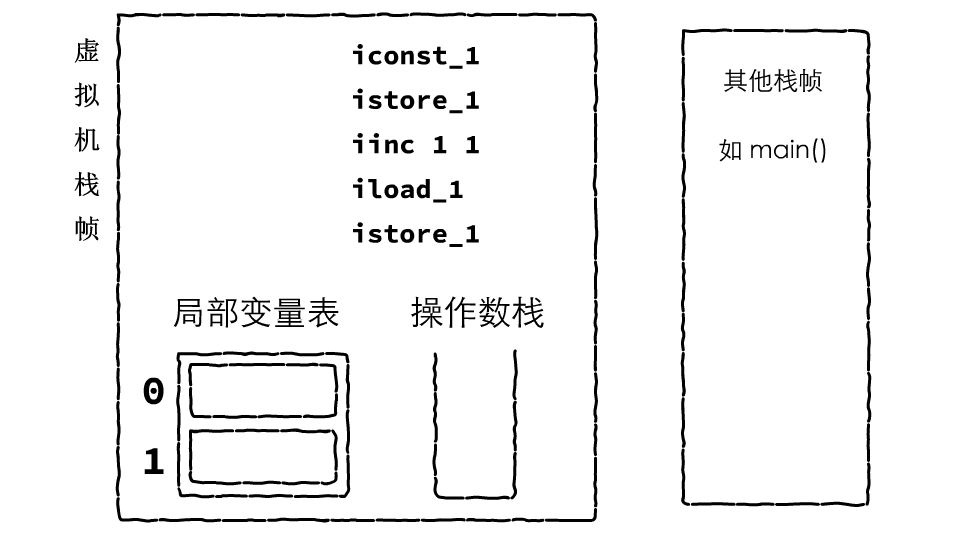 虚
拟
机
栈
帧
iconst_1
istore_1
iinc 1 1
iload_1
istore_1
局部变量表
操作数栈
0
1
其他栈帧
如 main()